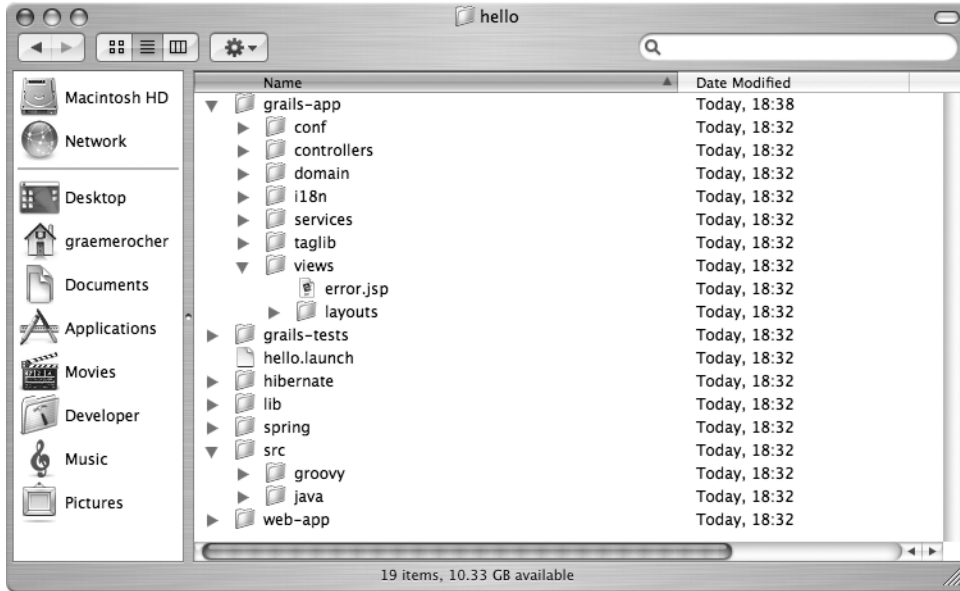 hello
Name Date Modified
Macintosh HD
Network
Desktop
graemerocher
Documents
Applications
Movies
Developer
Music
Pictures
grails-app Today, 18:38
conf Today, 18:32
controllers Today, 18:32
domain Today, 18:32
i18n Today, 18:32
services Today, 18:32
taglib Today, 18:32
views Today, 18:32
error.jsp Today, 18:32
layouts Today, 18:32
grails-tests Today, 18:32
hello.launch Today, 18:32
hibernate Today, 18:32
lib Today, 18:32
spring Today, 18:32
src Today, 18:32
groovy Today, 18:32
java Today, 18:32
web-app Today, 18:32
19 items, 10.33 GB available